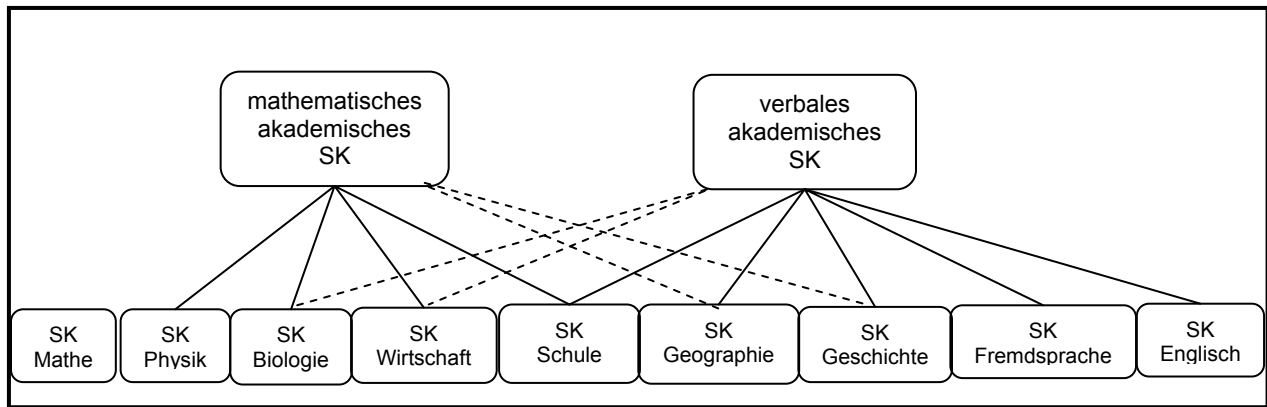 mathematisches
akademisches
SK
verbales
akademisches
SK
SK
Mathe
SK
Physik
SK
Biologie
SK
Wirtschaft
SK
Schule
SK
Geographie
SK
Geschichte
SK
Fremdsprache
SK
Englisch